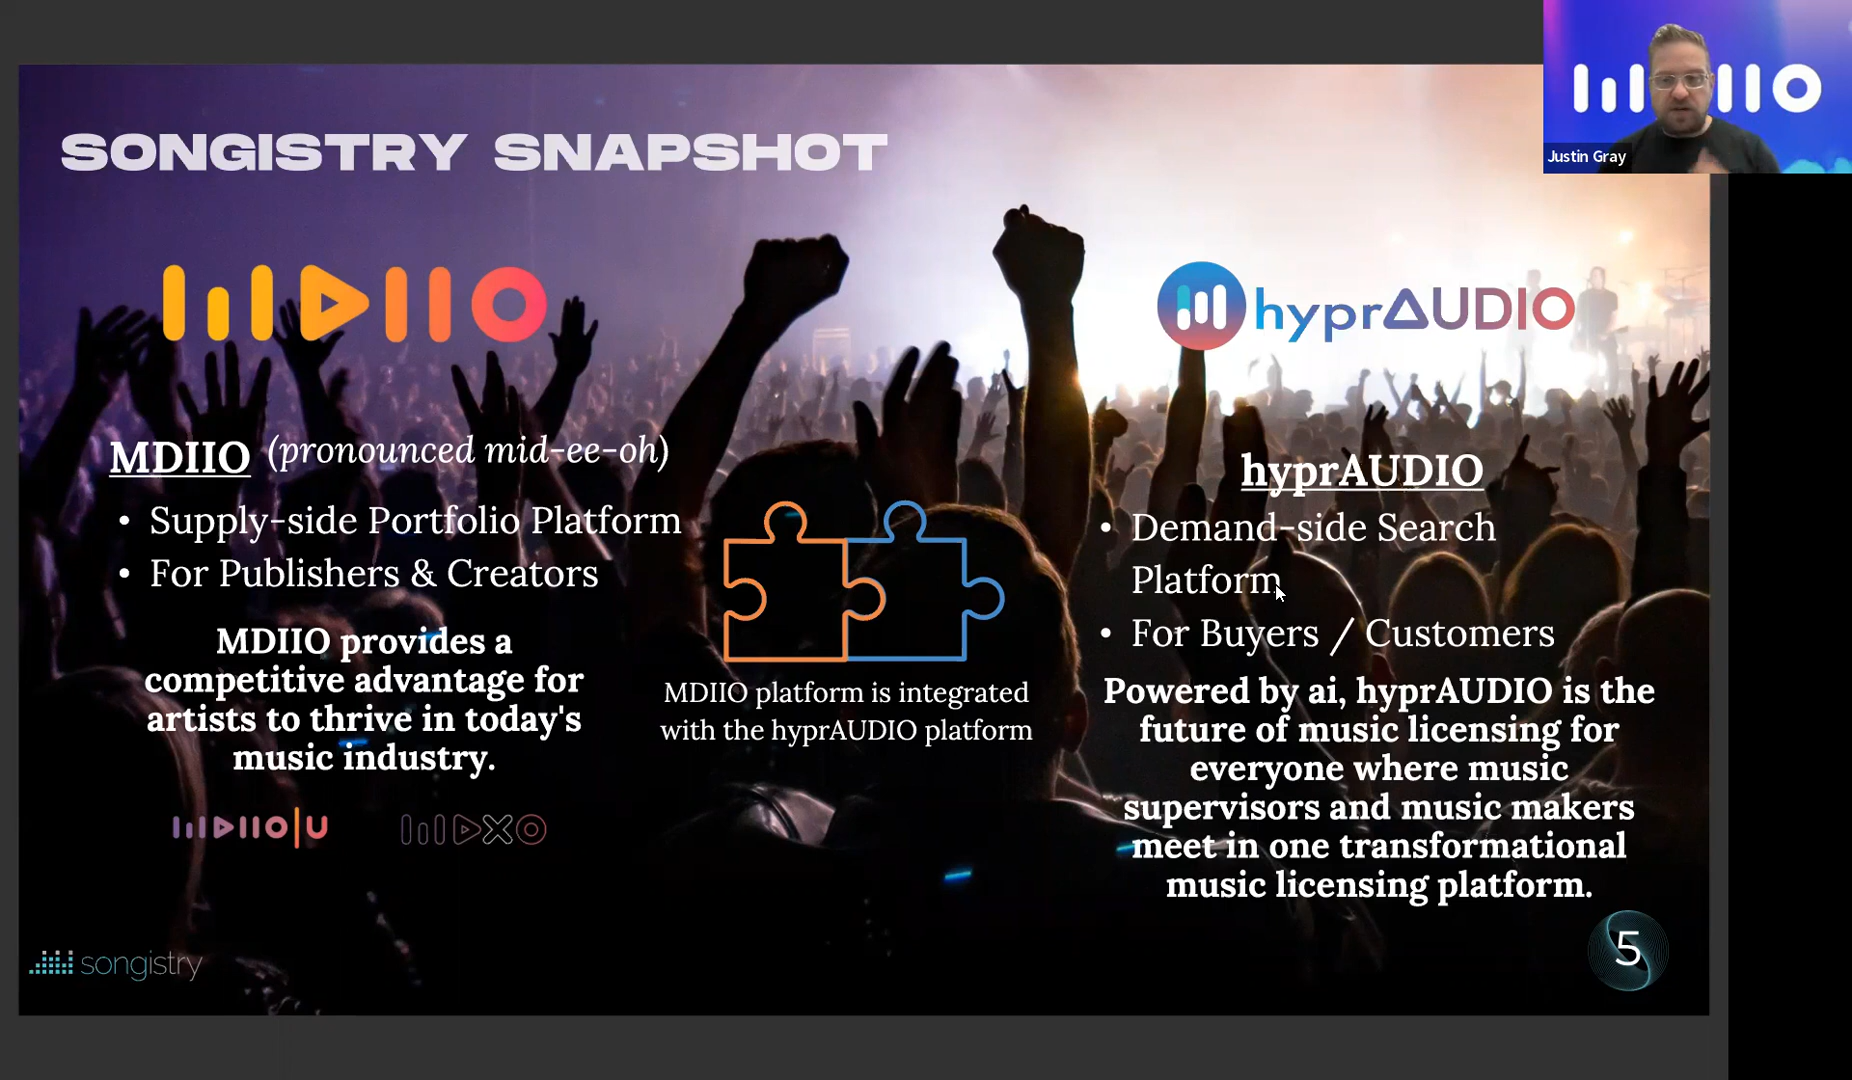 SONGISTRY SNAPSHOT
MDIIO
hyprAUDIO
Justin Gray
MDIIO (pronounced mid-ee-oh)
• Supply-side Portfolio Platform
• For Publishers & Creators
MDIIO provides a
competitive advantage for
artists to thrive in today's
music industry.
MDIIO|U
MDXO
MDIIO platform is integrated
with the hyprAUDIO platform
hyprAUDIO
• Demand-side Search
Platform
• For Buyers / Customers
Powered by ai, hyprAUDIO is the
future of music licensing for
everyone where music
supervisors and music makers
meet in one transformational
music licensing platform.
songistry
5